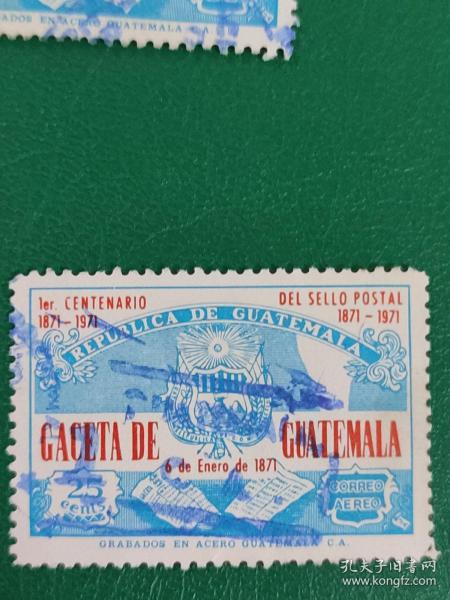 GRABADOS EN ACERO GUATEMALA C.A.
1er. CENTENARIO
1871-1971
DEL SELLO POSTAL
1871-1971
REPUBLICA DE GUATEMALA
GACETA DE GUATEMALA
6 de Enero de 1871
25
cents
CORREO
AEREO
GRABADOS EN ACERO GUATEMALA C.A.
孔夫子旧书网
www.kongfz.com